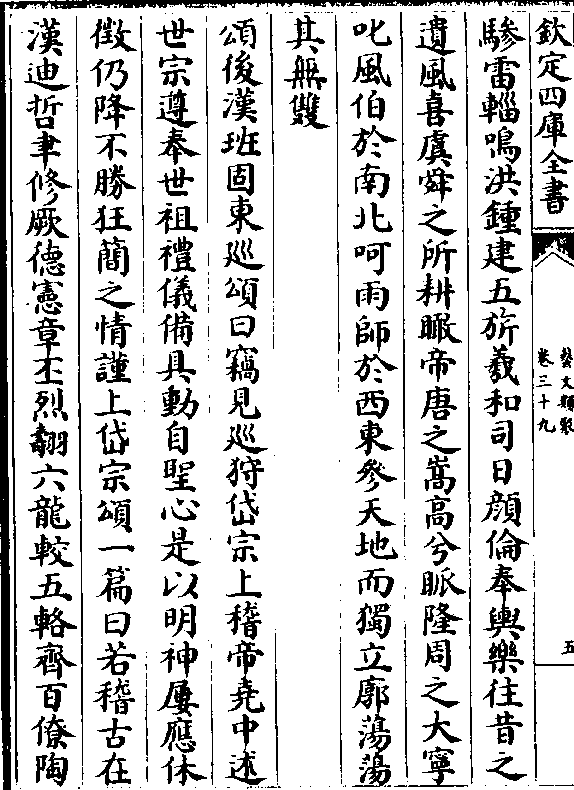 欽定四庫全書
藝文類聚
卷三十九
五
驂雷輜鳴洪鍾建五旂羲和司日顔倫奉輿樂往昔之
遺風喜虞舜之所耕瞰帝唐之嵩高兮眽隆周之大寧
叱風伯於南北呵雨師於西東參天地而獨立廓蕩蕩
其無雙
頌後漢班固東巡頌曰竊見巡狩岱宗上稽帝堯中述
世宗遵奉世祖禮儀備具動自聖心是以明神屢應休
徵仍降不勝狂簡之情謹上岱宗頌一篇曰若稽古在
漢迪哲聿修厥德憲章丕烈翿六龍較五輅齊百僚陶